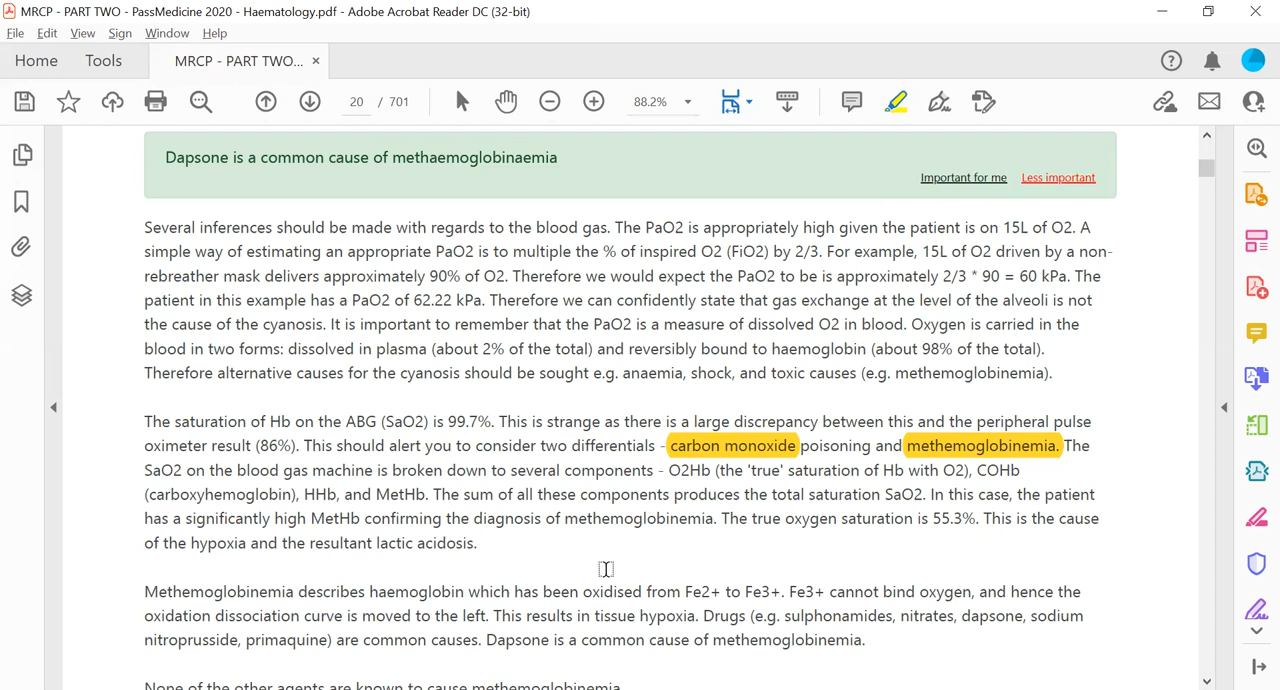 MRCP - PART TWO - PassMedicine 2020 - Haematology.pdf - Adobe Acrobat Reader DC (32-bit)
File Edit View Sign Window Help
Home Tools MRCP - PART TWO... ×
20 / 701 88.2%
Dapsone is a common cause of methaemoglobinaemia
Important for me Less important
Several inferences should be made with regards to the blood gas. The PaO2 is appropriately high given the patient is on 15L of O2. A
simple way of estimating an appropriate PaO2 is to multiple the % of inspired O2 (FiO2) by 2/3. For example, 15L of O2 driven by a non-
rebreather mask delivers approximately 90% of O2. Therefore we would expect the PaO2 to be is approximately 2/3 * 90 = 60 kPa. The
patient in this example has a PaO2 of 62.22 kPa. Therefore we can confidently state that gas exchange at the level of the alveoli is not
the cause of the cyanosis. It is important to remember that the PaO2 is a measure of dissolved O2 in blood. Oxygen is carried in the
blood in two forms: dissolved in plasma (about 2% of the total) and reversibly bound to haemoglobin (about 98% of the total).
Therefore alternative causes for the cyanosis should be sought e.g. anaemia, shock, and toxic causes (e.g. methemoglobinemia).
The saturation of Hb on the ABG (SaO2) is 99.7%. This is strange as there is a large discrepancy between this and the peripheral pulse
oximeter result (86%). This should alert you to consider two differentials - carbon monoxide poisoning and methemoglobinemia. The
SaO2 on the blood gas machine is broken down to several components - O2Hb (the 'true' saturation of Hb with O2), COHb
(carboxyhemoglobin), HHb, and MetHb. The sum of all these components produces the total saturation SaO2. In this case, the patient
has a significantly high MetHb confirming the diagnosis of methemoglobinemia. The true oxygen saturation is 55.3%. This is the cause
of the hypoxia and the resultant lactic acidosis.
Methemoglobinemia describes haemoglobin which has been oxidised from Fe2+ to Fe3+. Fe3+ cannot bind oxygen, and hence the
oxidation dissociation curve is moved to the left. This results in tissue hypoxia. Drugs (e.g. sulphonamides, nitrates, dapsone, sodium
nitroprusside, primaquine) are common causes. Dapsone is a common cause of methemoglobinemia.
None of the other agents are known to cause methemoglobinemia.